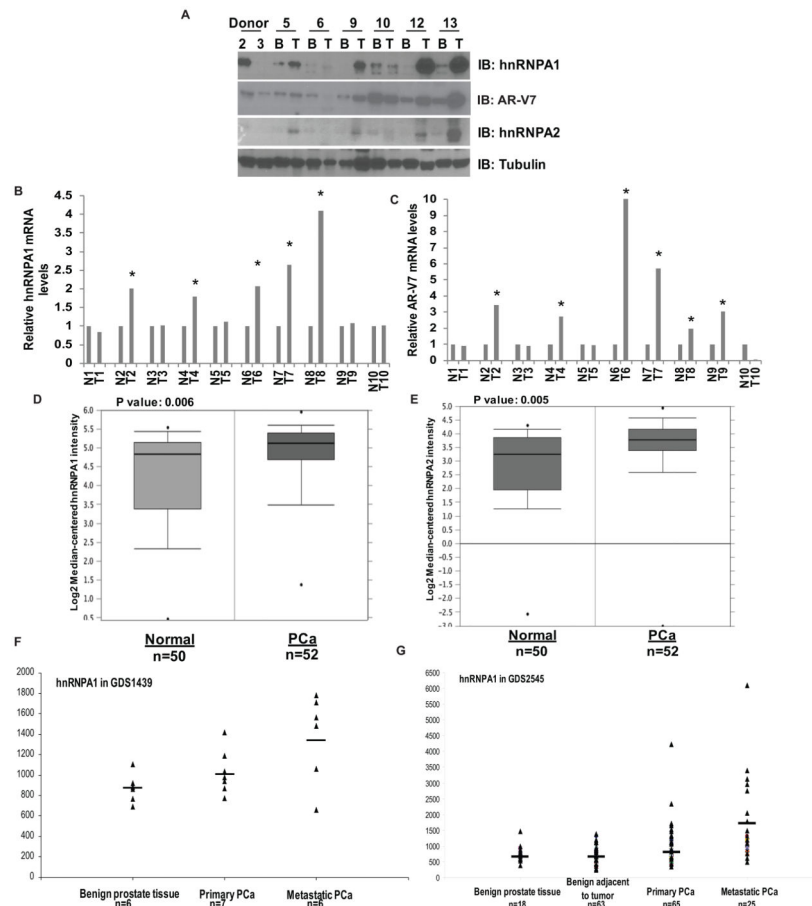 A
Donor 5 6 9 10 12 13
2 3 B T B T B T B T B T B T
IB: hnRNPA1
IB: AR-V7
IB: hnRNPA2
IB: Tubulin
B
Relative hnRNPA1 mRNA
levels
4.5
4
3.5
3
2.5
2
1.5
1
0.5
0
* * * * *
N1 T1 N2 T2 N3 T3 N4 T4 N5 T5 N6 T6 N7 T7 N8 T8 N9 T9 N10 T10
C
Relative AR-V7 mRNA levels
10
9
8
7
6
5
4
3
2
1
0
* * * * * *
N1 T1 N2 T2 N3 T3 N4 T4 N5 T5 N6 T6 N7 T7 N8 T8 N9 T9 N10 T10
D
P value: 0.006
Log2 Median-centered hnRNPA1 intensity
6.0
5.5
5.0
4.5
4.0
3.5
3.0
2.5
2.0
1.5
1.0
0.5
Normal PCa
n=50 n=52
E
P value: 0.005
Log2 Median-centered hnRNPA2 intensity
5.0
4.5
4.0
3.5
3.0
2.5
2.0
1.5
1.0
0.5
0.0
-0.5
-1.0
-1.5
-2.0
-2.5
-3.0
Normal PCa
n=50 n=52
F
hnRNPA1 in GDS1439
2000
1800
1600
1400
1200
1000
800
600
400
200
0
Benign prostate tissue Primary PCa Metastatic PCa
n=6 n=7 n=6
G
hnRNPA1 in GDS2545
6500
6000
5500
5000
4500
4000
3500
3000
2500
2000
1500
1000
500
0
Benign prostate tissue Benign adjacent to tumor Primary PCa Metastatic PCa
n=18 n=63 n=65 n=25